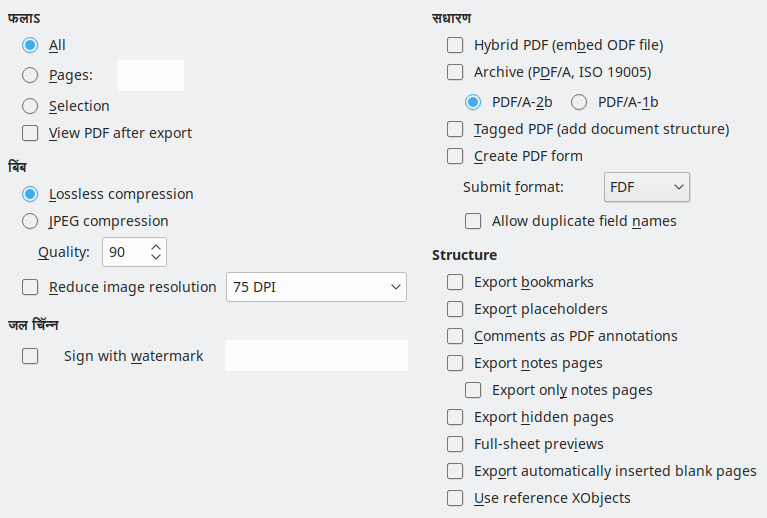 फलाऽ
All
Pages:
Selection
View PDF after export
बिंब
Lossless compression
JPEG compression
Quality: 90
Reduce image resolution 75 DPI
जल चिॅन्न
Sign with watermark
सधारण
Hybrid PDF (embed ODF file)
Archive (PDF/A, ISO 19005)
PDF/A-2b PDF/A-1b
Tagged PDF (add document structure)
Create PDF form
Submit format: FDF
Allow duplicate field names
Structure
Export bookmarks
Export placeholders
Comments as PDF annotations
Export notes pages
Export only notes pages
Export hidden pages
Full-sheet previews
Export automatically inserted blank pages
Use reference XObjects